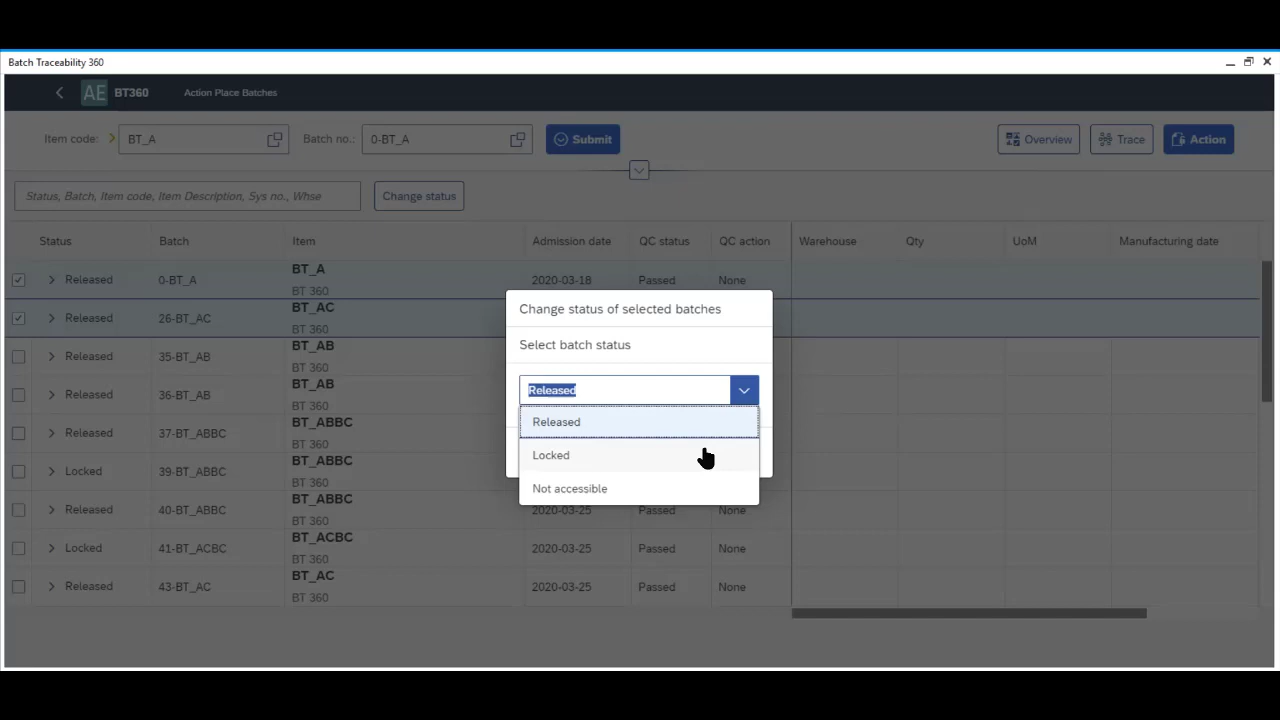 Batch Traceability 360
AE BT360 Action Place Batches
Item code: BT_A Batch no.: 0-BT_A Submit Overview Trace Action
Status, Batch, Item code, Item Description, Sys no., Whse Change status
Status Batch Item Admission date QC status QC action Warehouse Qty UoM Manufacturing date
Released 0-BT_A BT_A 2020-03-18 Passed None
BT 360
Change status of selected batches
Released 26-BT_AC BT_AC
BT 360
Select batch status
Released 35-BT_AB BT_AB
BT 360
Released
Released 36-BT_AB BT_AB
BT 360
Released
Released 37-BT_ABBC BT_ABBC
BT 360
Locked
Locked 39-BT_ABBC BT_ABBC
BT 360
Not accessible
Released 40-BT_ABBC BT_ABBC 2020-03-25 Passed None
BT 360
Locked 41-BT_ACBC BT_ACBC 2020-03-25 Passed None
BT 360
Released 43-BT_AC BT_AC 2020-03-25 Passed None
BT 360